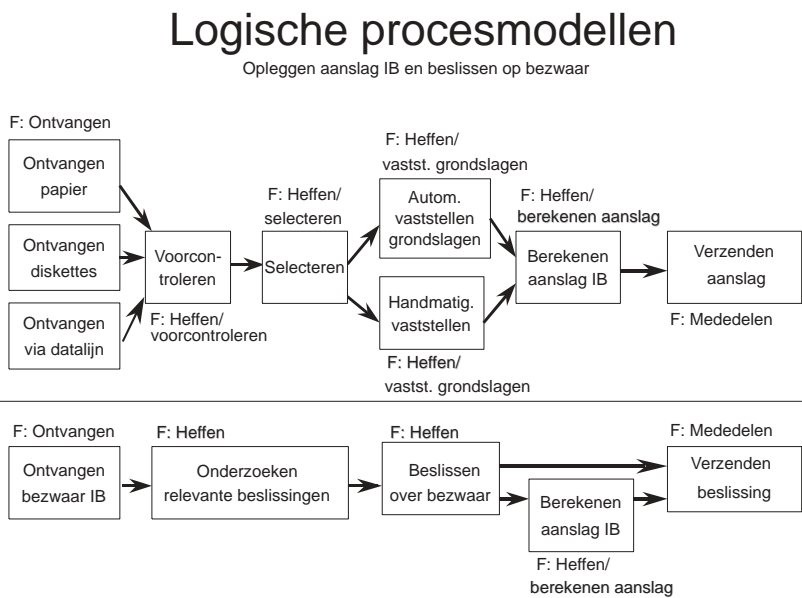 Logische procesmodellen
Opleggen aanslag IB en beslissen op bezwaar
F: Ontvangen
Ontvangen
papier
Ontvangen
diskettes
Ontvangen
via datalijn
Voorcon-
troleren
F: Heffen/
voorcontroleren
F: Heffen/
selecteren
Selecteren
F: Heffen/
vastst. grondslagen
Autom.
vaststellen
grondslagen
Handmatig.
vaststellen
F: Heffen/
vastst. grondslagen
F: Heffen/
berekenen aanslag
Berekenen
aanslag IB
Verzenden
aanslag
F: Mededelen
F: Ontvangen
Ontvangen
bezwaar IB
F: Heffen
Onderzoeken
relevante beslissingen
F: Heffen
Beslissen
over bezwaar
Berekenen
aanslag IB
F: Heffen/
berekenen aanslag
F: Mededelen
Verzenden
beslissing